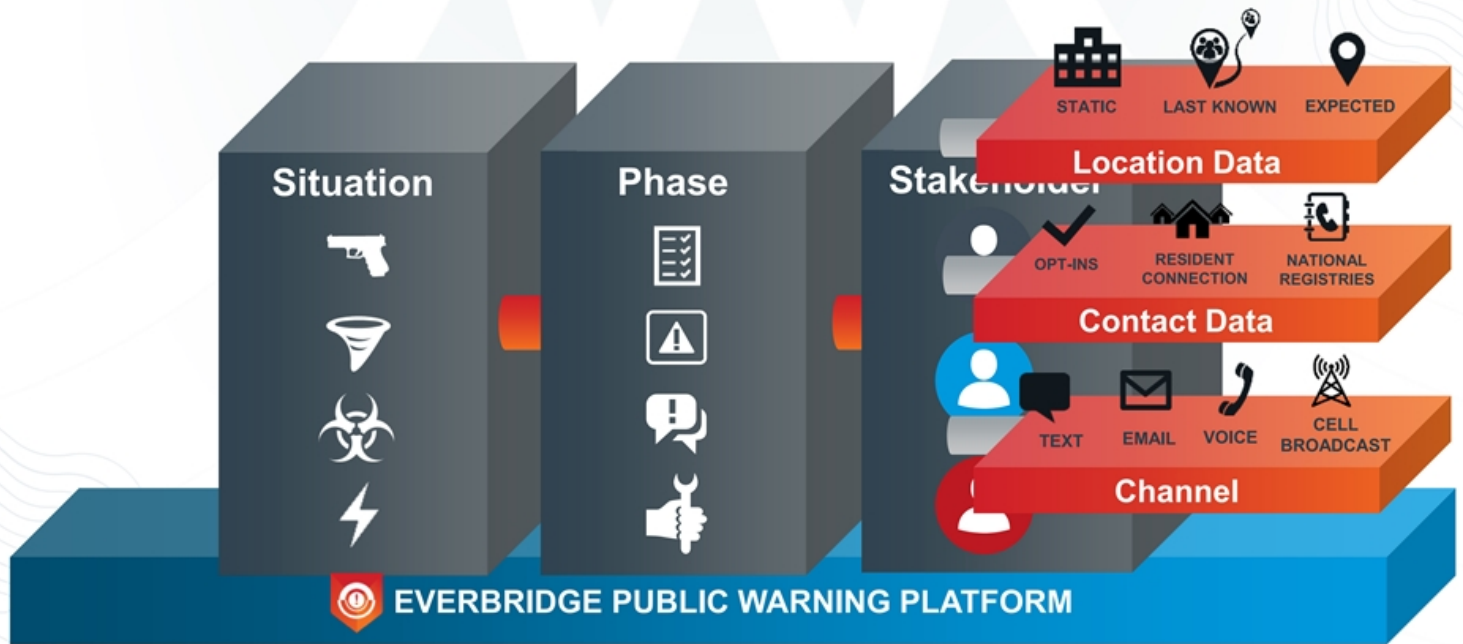 Situation
Phase
Stakeholder
STATIC
LAST KNOWN
EXPECTED
Location Data
OPT-INS
RESIDENT
CONNECTION
NATIONAL
REGISTRIES
Contact Data
TEXT
EMAIL
VOICE
CELL
BROADCAST
Channel
EVERBRIDGE PUBLIC WARNING PLATFORM